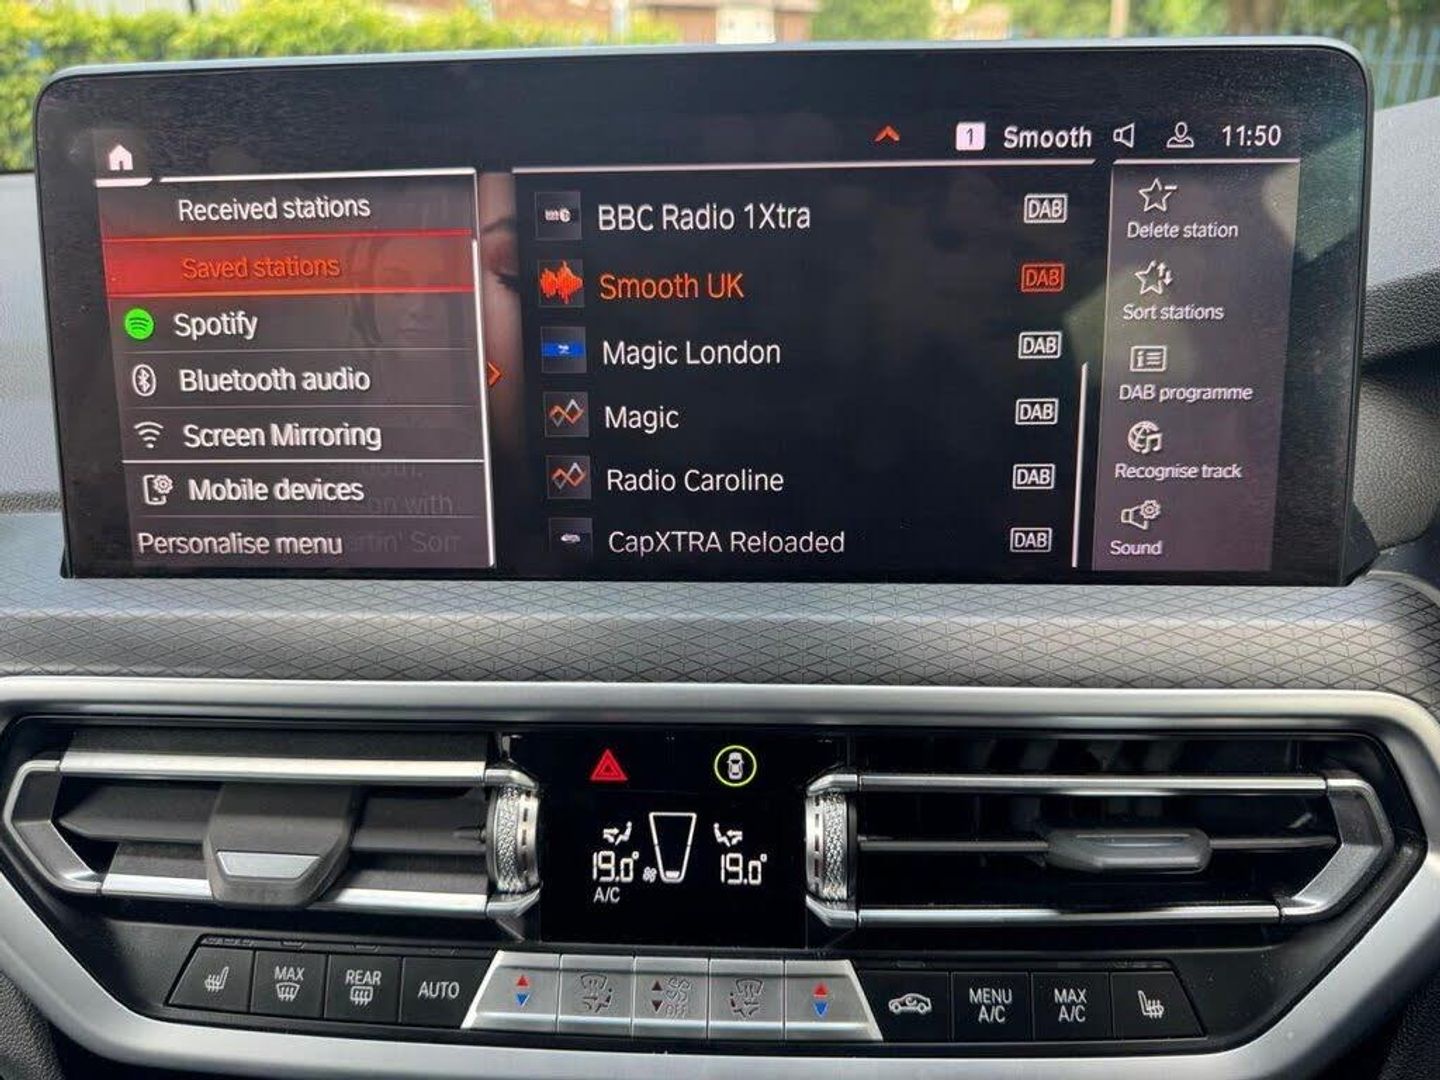 1 Smooth 11:50
Received stations
Saved stations
Spotify
Bluetooth audio
Screen Mirroring
Mobile devices
Personalise menu
BBC Radio 1Xtra DAB
Smooth UK DAB
Magic London DAB
Magic DAB
Radio Caroline DAB
CapXTRA Reloaded DAB
Delete station
Sort stations
DAB programme
Recognise track
Sound
19.0° 19.0°
A/C
MAX
REAR
AUTO
OFF
MENU
A/C
MAX
A/C